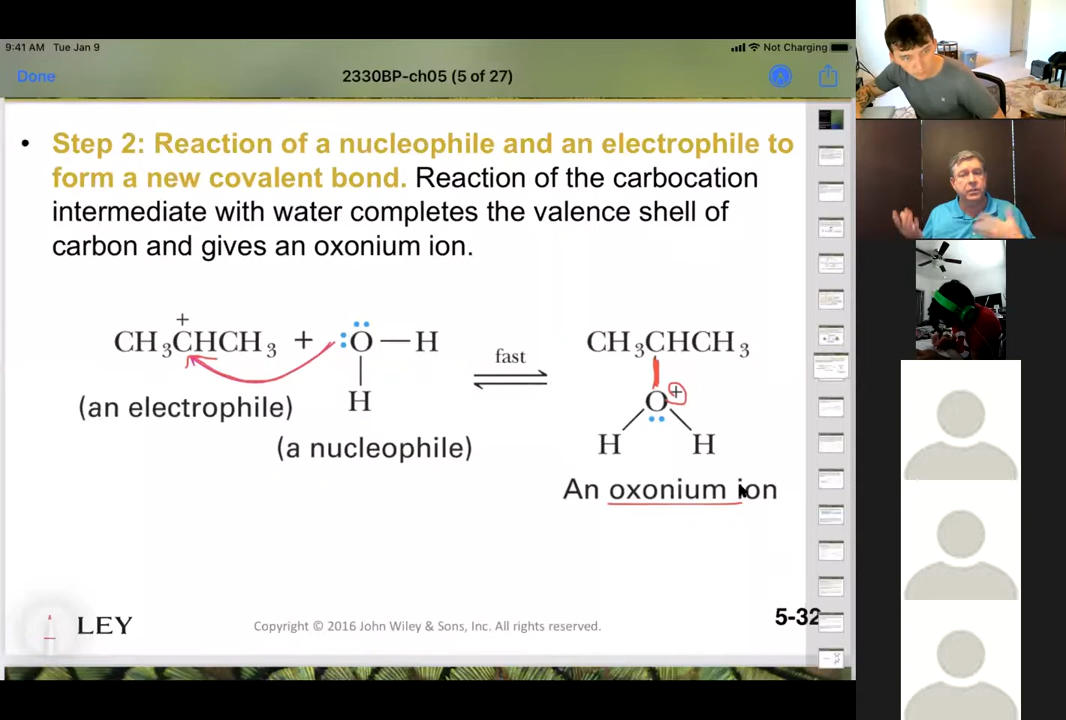 9:41 AM Tue Jan 9
Not Charging
Done
2330BP-ch05 (5 of 27)
• Step 2: Reaction of a nucleophile and an electrophile to
form a new covalent bond. Reaction of the carbocation
intermediate with water completes the valence shell of
carbon and gives an oxonium ion.
+
CH₃CHCH₃ + :O—H
H
(an electrophile)
(a nucleophile)
fast
CH₃CHCH₃
O+
H H
An oxonium ion
LEY
Copyright © 2016 John Wiley & Sons, Inc. All rights reserved.
5-32